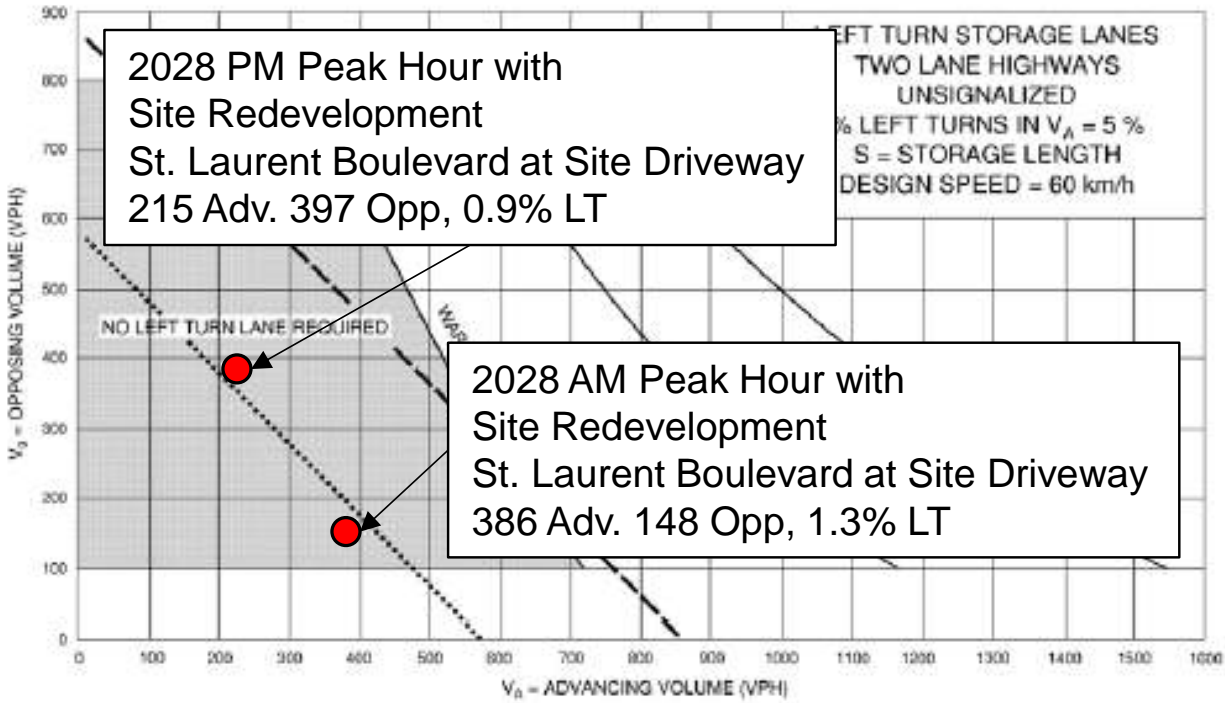 900
800
700
600
500
400
300
200
100
0
V₀ = OPPOSING VOLUME (VPH)
2028 PM Peak Hour with
Site Redevelopment
St. Laurent Boulevard at Site Driveway
215 Adv. 397 Opp, 0.9% LT
EFT TURN STORAGE LANES
TWO LANE HIGHWAYS
UNSIGNALIZED
% LEFT TURNS IN V_A = 5 %
S = STORAGE LENGTH
DESIGN SPEED = 60 km/h
NO LEFT TURN LANE REQUIRED
WAR
2028 AM Peak Hour with
Site Redevelopment
St. Laurent Boulevard at Site Driveway
386 Adv. 148 Opp, 1.3% LT
0 100 200 300 400 500 600 700 800 900 1000 1100 1200 1300 1400 1500 1600
V_A = ADVANCING VOLUME (VPH)